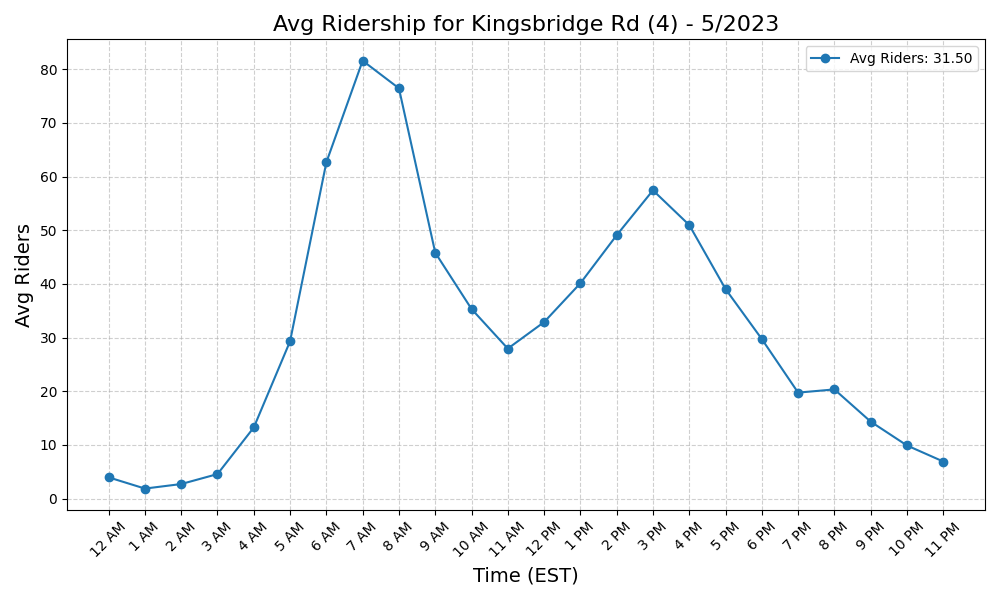 Avg Ridership for Kingsbridge Rd (4) - 5/2023
Avg Riders: 31.50
Avg Riders
80
70
60
50
40
30
20
10
0
12 AM
1 AM
2 AM
3 AM
4 AM
5 AM
6 AM
7 AM
8 AM
9 AM
10 AM
11 AM
12 PM
1 PM
2 PM
3 PM
4 PM
5 PM
6 PM
7 PM
8 PM
9 PM
10 PM
11 PM
Time (EST)